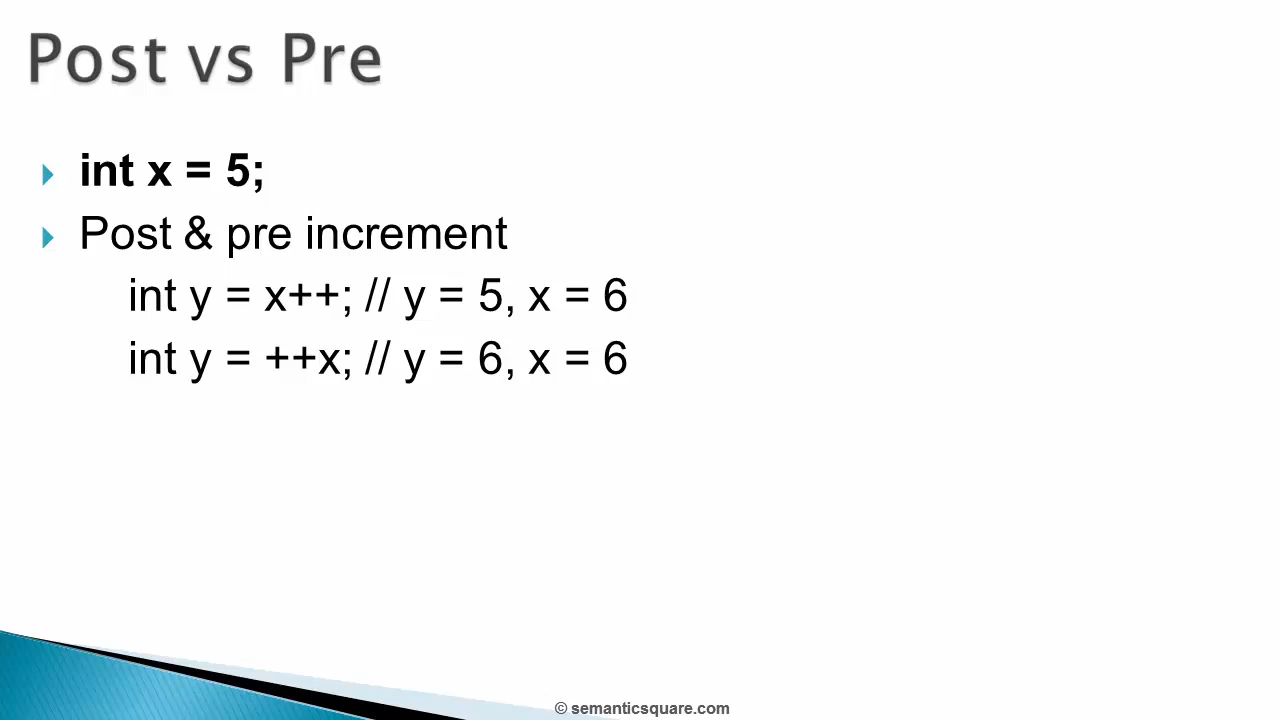 Post vs Pre
int x = 5;
Post & pre increment
int y = x++; // y = 5, x = 6
int y = ++x; // y = 6, x = 6
© semanticsquare.com